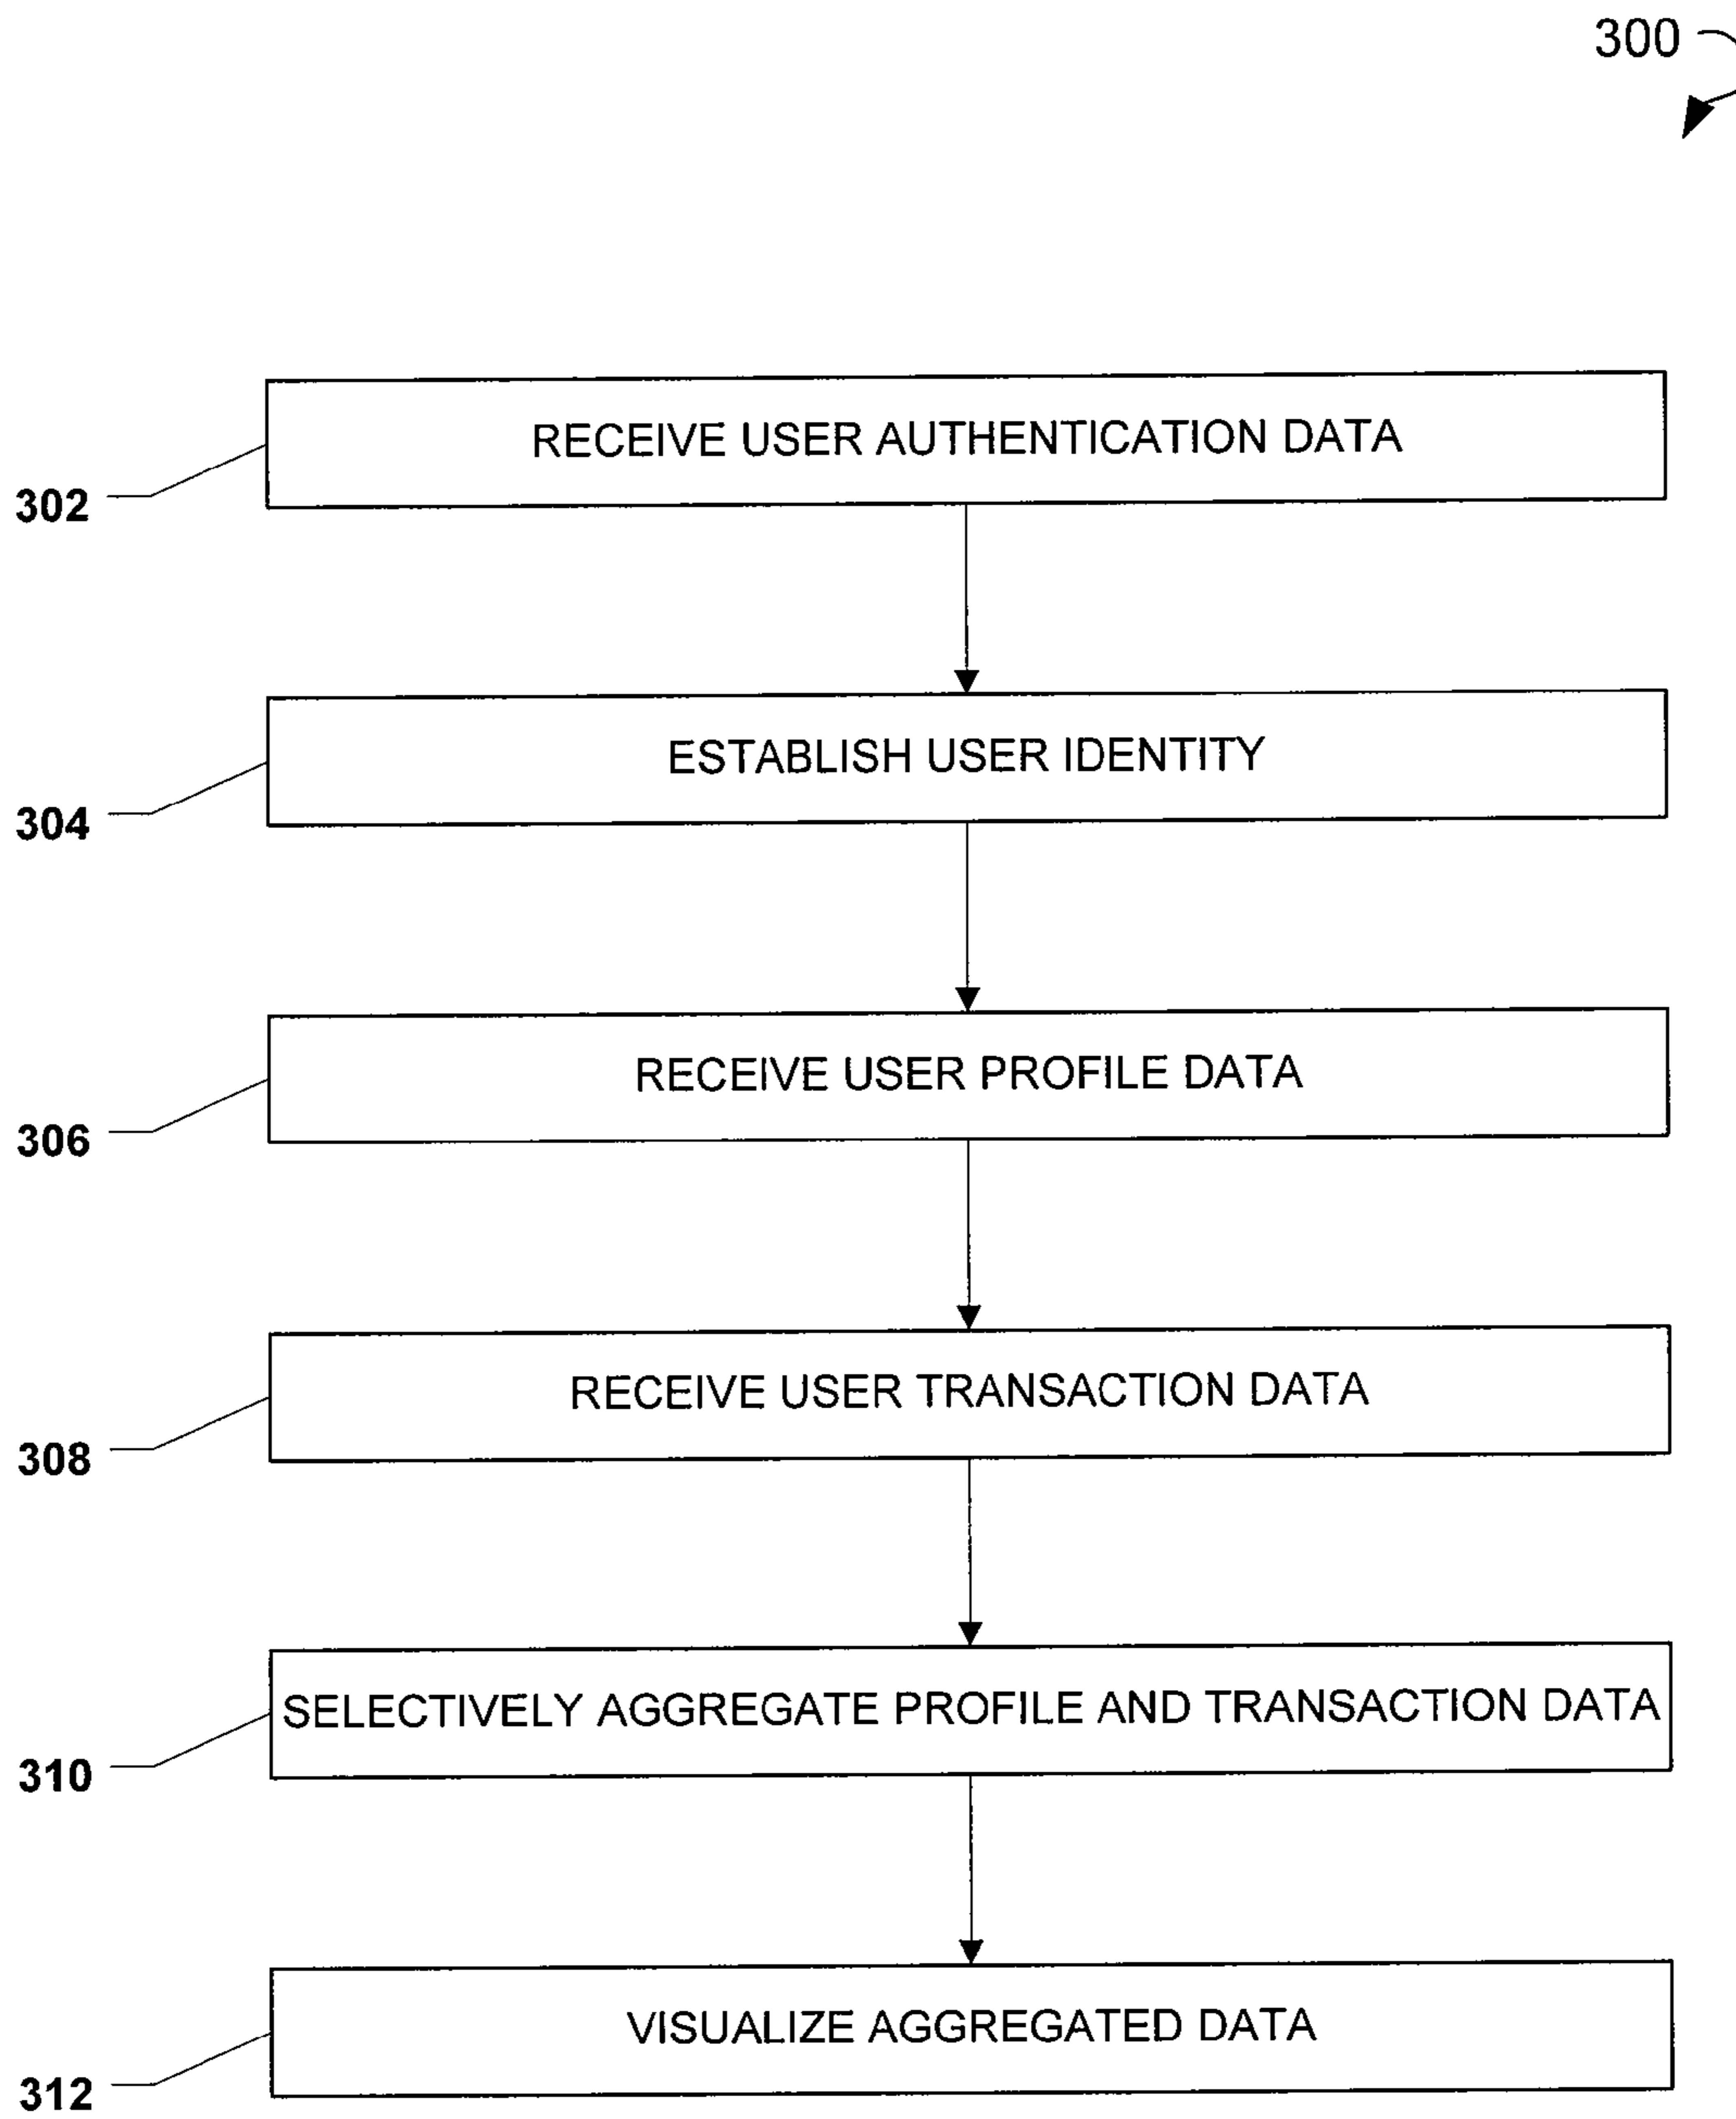 300
RECEIVE USER AUTHENTICATION DATA
302
ESTABLISH USER IDENTITY
304
RECEIVE USER PROFILE DATA
306
RECEIVE USER TRANSACTION DATA
308
SELECTIVELY AGGREGATE PROFILE AND TRANSACTION DATA
310
VISUALIZE AGGREGATED DATA
312